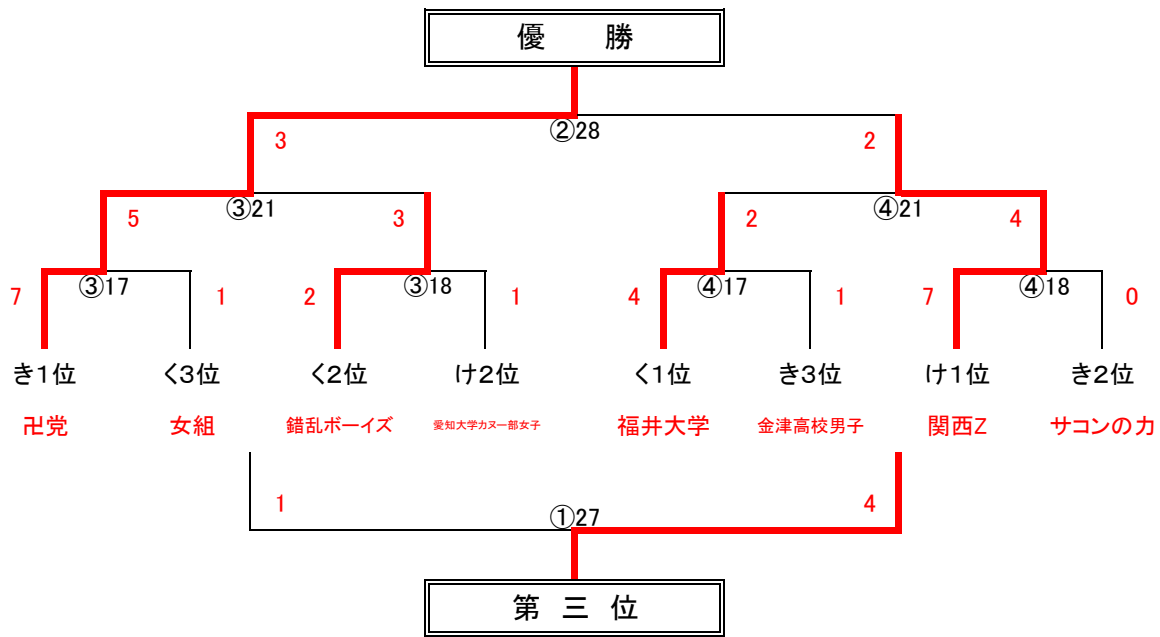 優 勝
②28
3 2
③21 ④21
5 3 2 4
③17 ③18 ④17 ④18
7 1 2 1 4 1 7 0
き1位 く3位 く2位 け2位 く1位 き3位 け1位 き2位
卍党 女組 錯乱ボーイズ 愛知大学カヌー部女子 福井大学 金津高校男子 関西Z サコンの力
1 4
①27
第 三 位